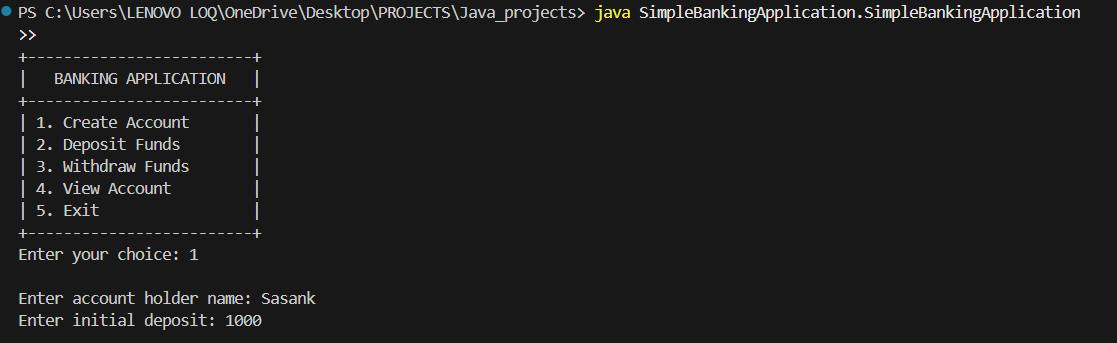 PS C:\Users\LENOVO LOQ\OneDrive\Desktop\PROJECTS\Java_projects> java SimpleBankingApplication.SimpleBankingApplication
>>
+-------------------------+
|   BANKING APPLICATION   |
+-------------------------+
| 1. Create Account       |
| 2. Deposit Funds        |
| 3. Withdraw Funds       |
| 4. View Account         |
| 5. Exit                 |
+-------------------------+
Enter your choice: 1

Enter account holder name: Sasank
Enter initial deposit: 1000